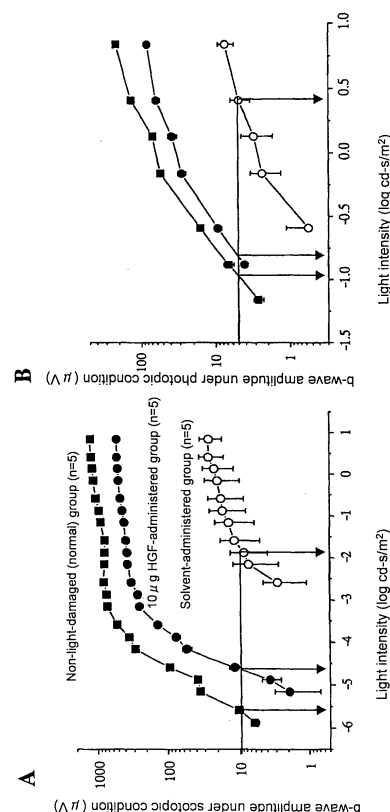 A
b-wave amplitude under scotopic condition ( μ V )
1000
100
10
1
Non-light-damaged (normal) group (n=5)
10 μ g HGF-administered group (n=5)
Solvent-administered group (n=5)
-6
-5
-4
-3
-2
-1
0
1
Light intensity (log cd-s/m²)
B
b-wave amplitude under photopic condition ( μ V )
100
10
1
-1.5
-1.0
-0.5
0.0
0.5
1.0
Light intensity (log cd-s/m²)